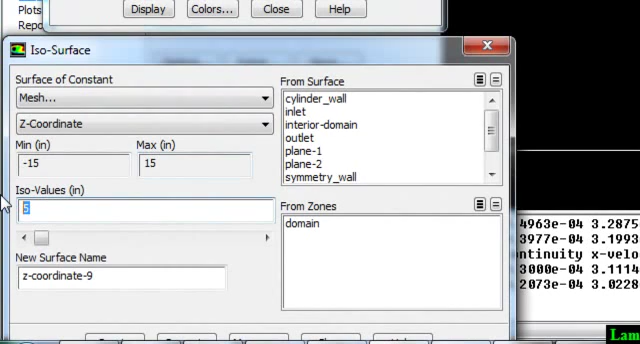 Plots
Repo
Display
Colors...
Close
Help
Iso-Surface
Surface of Constant
Mesh...
Z-Coordinate
Min (in)
Max (in)
-15
15
Iso-Values (in)
5
New Surface Name
z-coordinate-9
From Surface
cylinder_wall
inlet
interior-domain
outlet
plane-1
plane-2
symmetry_wall
From Zones
domain
4963e-04 3.2875
3977e-04 3.1993
ntinuity x-velo
3000e-04 3.1114
2073e-04 3.0228
Lam